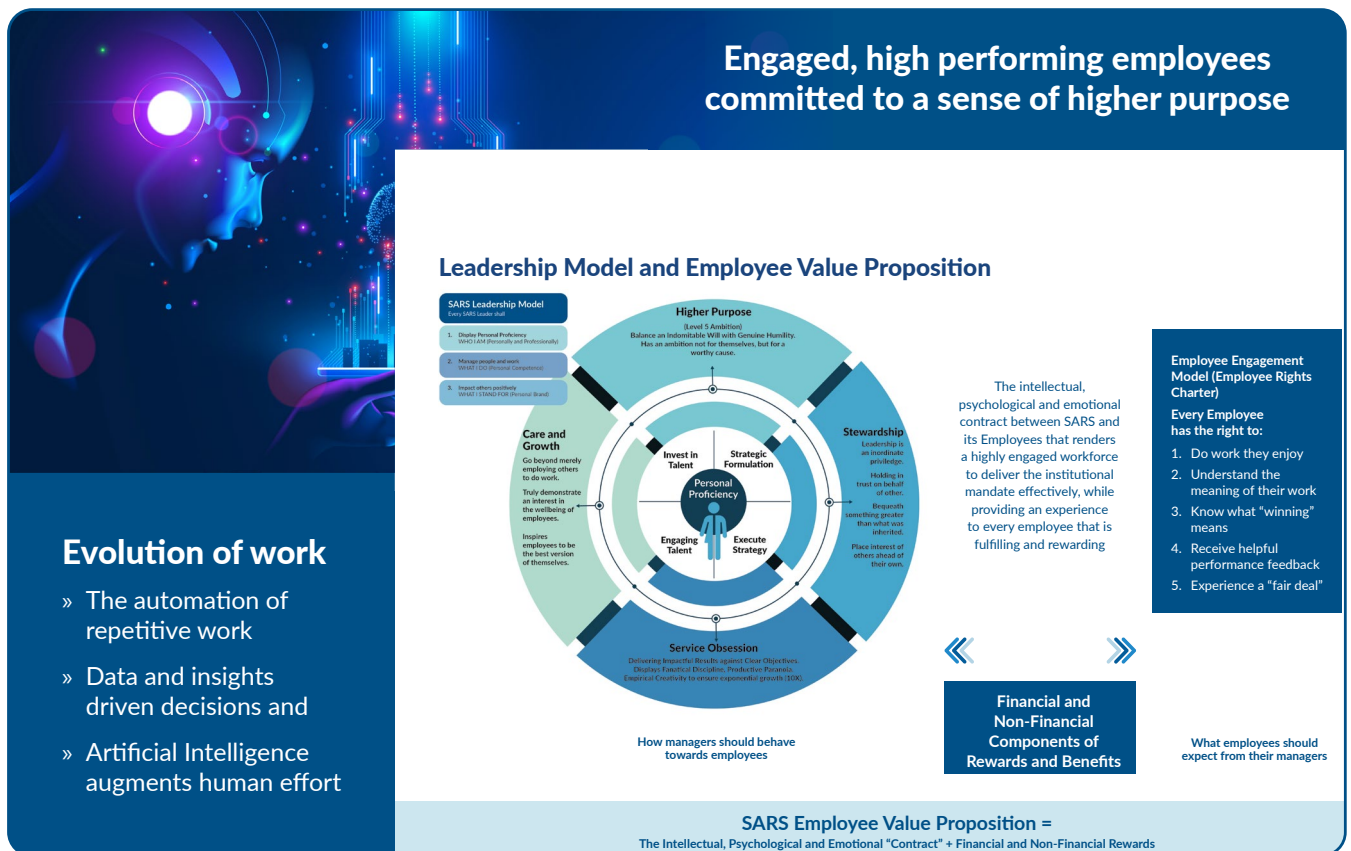 Engaged, high performing employees
committed to a sense of higher purpose
Evolution of work
» The automation of
repetitive work
» Data and insights
driven decisions and
» Artificial Intelligence
augments human effort
Leadership Model and Employee Value Proposition
SARS Leadership Model
Every SARS Leader shall
1. Display Personal Proficiency
WHO I AM (Personally and Professionally)
2. Manage people and work
WHAT I DO (Personal Competence)
3. Impact others positively
WHAT I STAND FOR (Personal Brand)
Higher Purpose
(Level 5 Ambition)
Balance an Indomitable Will with Genuine Humility.
Has an ambition not for themselves, but for a
worthy cause.
Care and
Growth
Go beyond merely
employing others
to do work.
Truly demonstrate
an interest in
the wellbeing of
employees.
Inspires
employees to be
the best version
of themselves.
Invest in
Talent
Strategic
Formulation
Personal
Proficiency
Engaging
Talent
Execute
Strategy
Stewardship
Leadership is
an inordinate
priviledge.
Holding in
trust on behalf
of other.
Bequeath
something greater
than what was
inherited.
Place interest of
others ahead of
their own.
Service Obsession
Delivering Impactful Results against Clear Objectives.
Displays Fanatical Discipline, Productive Paranoia.
Empirical Creativity to ensure exponential growth (10X).
How managers should behave
towards employees
The intellectual,
psychological and emotional
contract between SARS and
its Employees that renders
a highly engaged workforce
to deliver the institutional
mandate effectively, while
providing an experience
to every employee that is
fulfilling and rewarding
Financial and
Non-Financial
Components of
Rewards and Benefits
Employee Engagement
Model (Employee Rights
Charter)
Every Employee
has the right to:
1. Do work they enjoy
2. Understand the
meaning of their work
3. Know what “winning”
means
4. Receive helpful
performance feedback
5. Experience a “fair deal”
What employees should
expect from their managers
SARS Employee Value Proposition =
The Intellectual, Psychological and Emotional “Contract” + Financial and Non-Financial Rewards